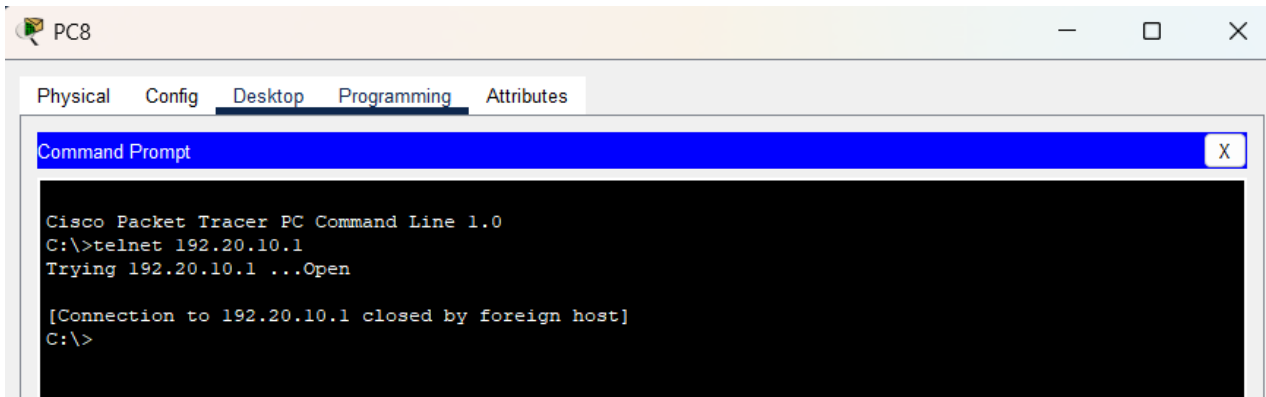 PC8
Physical Config Desktop Programming Attributes
Command Prompt
X
Cisco Packet Tracer PC Command Line 1.0
C:\>telnet 192.20.10.1
Trying 192.20.10.1 ...Open
[Connection to 192.20.10.1 closed by foreign host]
C:\>